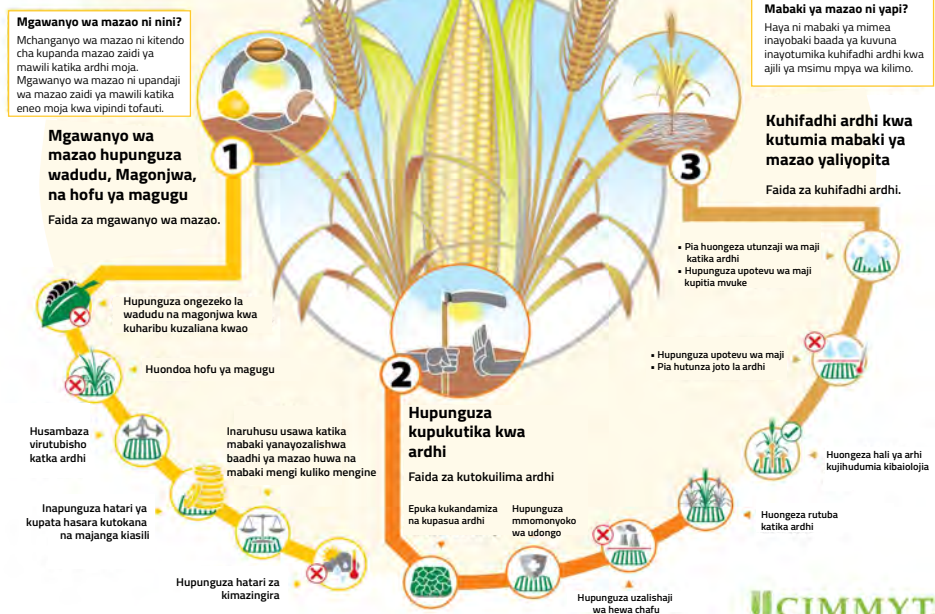 Mgawanyo wa mazao ni nini?
Mchanganyo wa mazao ni kitendo
cha kupanda mazao zaidi ya
mawili katika ardhi moja.
Mgawanyo wa mazao ni upandaji
wa mazao zaidi ya mawili katika
eneo moja kwa vipindi tofauti.
1
Mgawanyo wa
mazao hupunguza
wadudu, Magonjwa,
na hofu ya magugu
Faida za mgawanyo wa mazao.
Hupunguza ongezeko la
wadudu na magonjwa kwa
kuharibu kuzaliana kwao
Huondoa hofu ya magugu
Husambaza
virutubisho
katka ardhi
Inapunguza hatari ya
kupata hasara kutokana
na majanga kiasili
Inaruhusu usawa katika
mabaki yanayozalishwa
baadhi ya mazao huwa na
mabaki mengi kuliko mengine
Hupunguza hatari za
kimazingira
2
Hupunguza
kupukutika kwa
ardhi
Faida za kutokuilima ardhi
Epuka kukandamiza
na kupasua ardhi
Hupunguza
mmomonyoko
wa udongo
Hupunguza uzalishaji
wa hewa chafu
Mabaki ya mazao ni yapi?
Haya ni mabaki ya mimea
inayobaki baada ya kuvuna
inayotumika kuhifadhi ardhi kwa
ajili ya msimu mpya wa kilimo.
3
Kuhifadhi ardhi kwa
kutumia mabaki ya
mazao yaliyopita
Faida za kuhifadhi ardhi.
• Pia huongeza utunzaji wa maji
katika ardhi
• Hupunguza upotevu wa maji
kupitia mvuke
• Hupunguza upotevu wa maji
• Pia hutunza joto la ardhi
Huongeza hali ya arhi
kujihudumia kibaiolojia
Huongeza rutuba
katika ardhi
CIMMYT